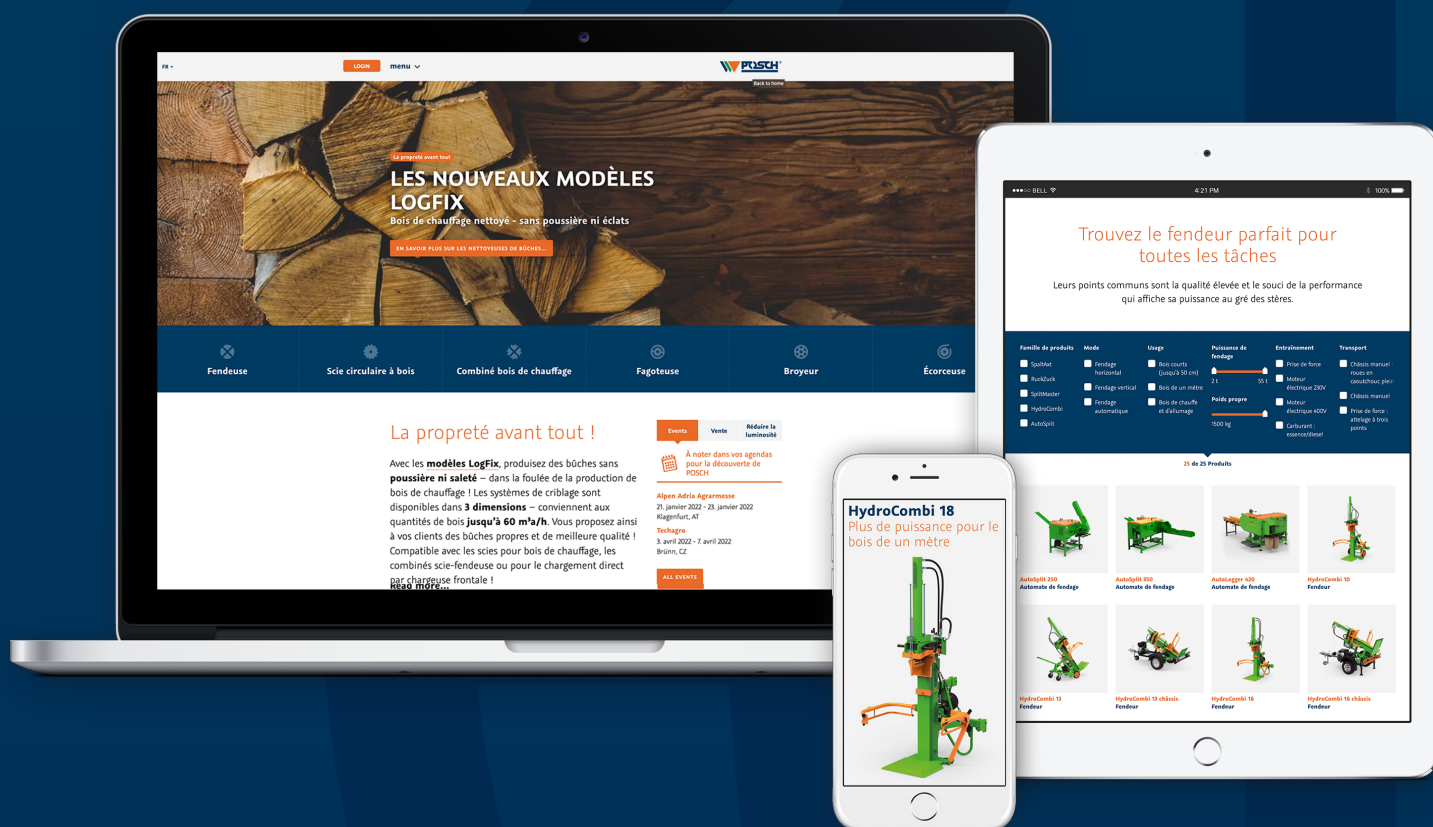 FR
LOGIN
menu
POSCH
Back to home
La propreté avant tout
LES NOUVEAUX MODÈLES
LOGFIX
Bois de chauffage nettoyé - sans poussière ni éclats
EN SAVOIR PLUS SUR LES NETTOYEUSES DE BÛCHES...
Fendeuse
Scie circulaire à bois
Combiné bois de chauffage
Fagoteuse
Broyeur
Écorceuse
La propreté avant tout !
Avec les modèles LogFix, produisez des bûches sans
poussière ni saleté – dans la foulée de la production de
bois de chauffage ! Les systèmes de criblage sont
disponibles dans 3 dimensions – conviennent aux
quantités de bois jusqu'à 60 m³a/h. Vous proposez ainsi
à vos clients des bûches propres et de meilleure qualité !
Compatible avec les scies pour bois de chauffage, les
combinés scie-fendeuse ou pour le chargement direct
par chargeuse frontale !
Read more...
Events
Vente
Réduire la
luminosité
À noter dans vos agendas
pour la découverte de
POSCH
Alpen Adria Agrarmesse
21. janvier 2022 - 23. janvier 2022
Klagenfurt, AT
Techagro
3. avril 2022 - 7. avril 2022
Brünn, CZ
ALL EVENTS
HydroCombi 18
Plus de puissance pour le
bois de un mètre
BELL
4:21 PM
100%
Trouvez le fendeur parfait pour
toutes les tâches
Leurs points communs sont la qualité élevée et le souci de la performance
qui affiche sa puissance au gré des stères.
Famille de produits
SpaltAxt
RuckZuck
SplitMaster
HydroCombi
AutoSplit
Mode
Fendage
horizontal
Fendage vertical
Fendage
automatique
Usage
Bois courts
(jusqu'à 50 cm)
Bois de un mètre
Bois de chauffe
et d'allumage
Puissance de
fendage
2 t
55 t
Poids propre
1500 kg
Entraînement
Prise de force
Moteur
électrique 230V
Moteur
électrique 400V
Carburant :
essence/diesel
Transport
Châssis manuel :
roues en
caoutchouc plein
Châssis manuel
Prise de force :
attelage à trois
points
25 de 25 Produits
AutoSplit 250
Automate de fendage
AutoSplit 350
Automate de fendage
AutoLogger 420
Automate de fendage
HydroCombi 10
Fendeur
HydroCombi 13
Fendeur
HydroCombi 13 châssis
Fendeur
HydroCombi 16
Fendeur
HydroCombi 16 châssis
Fendeur